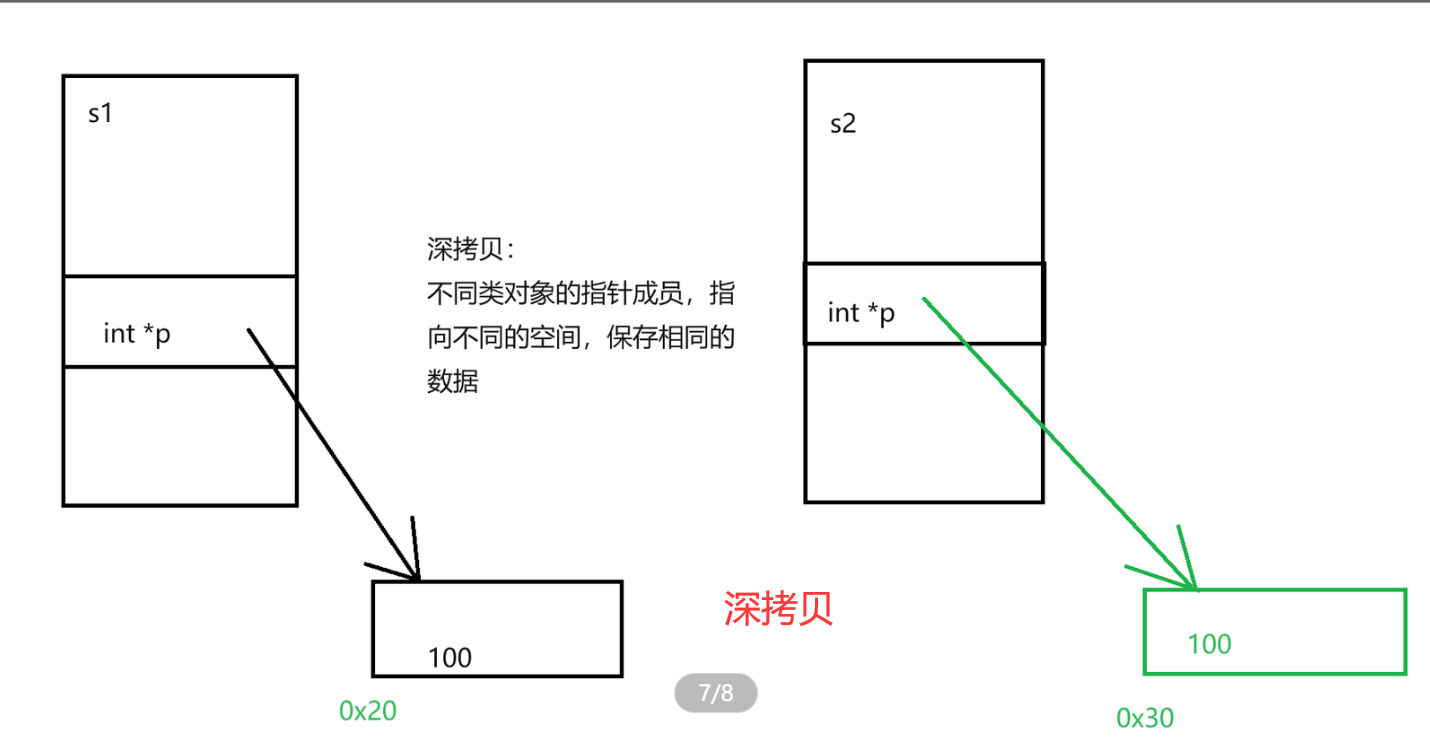 s1
s2
深拷贝：
不同类对象的指针成员，指
向不同的空间，保存相同的
数据
int *p
int *p
100
深拷贝
100
7/8
0x20
0x30